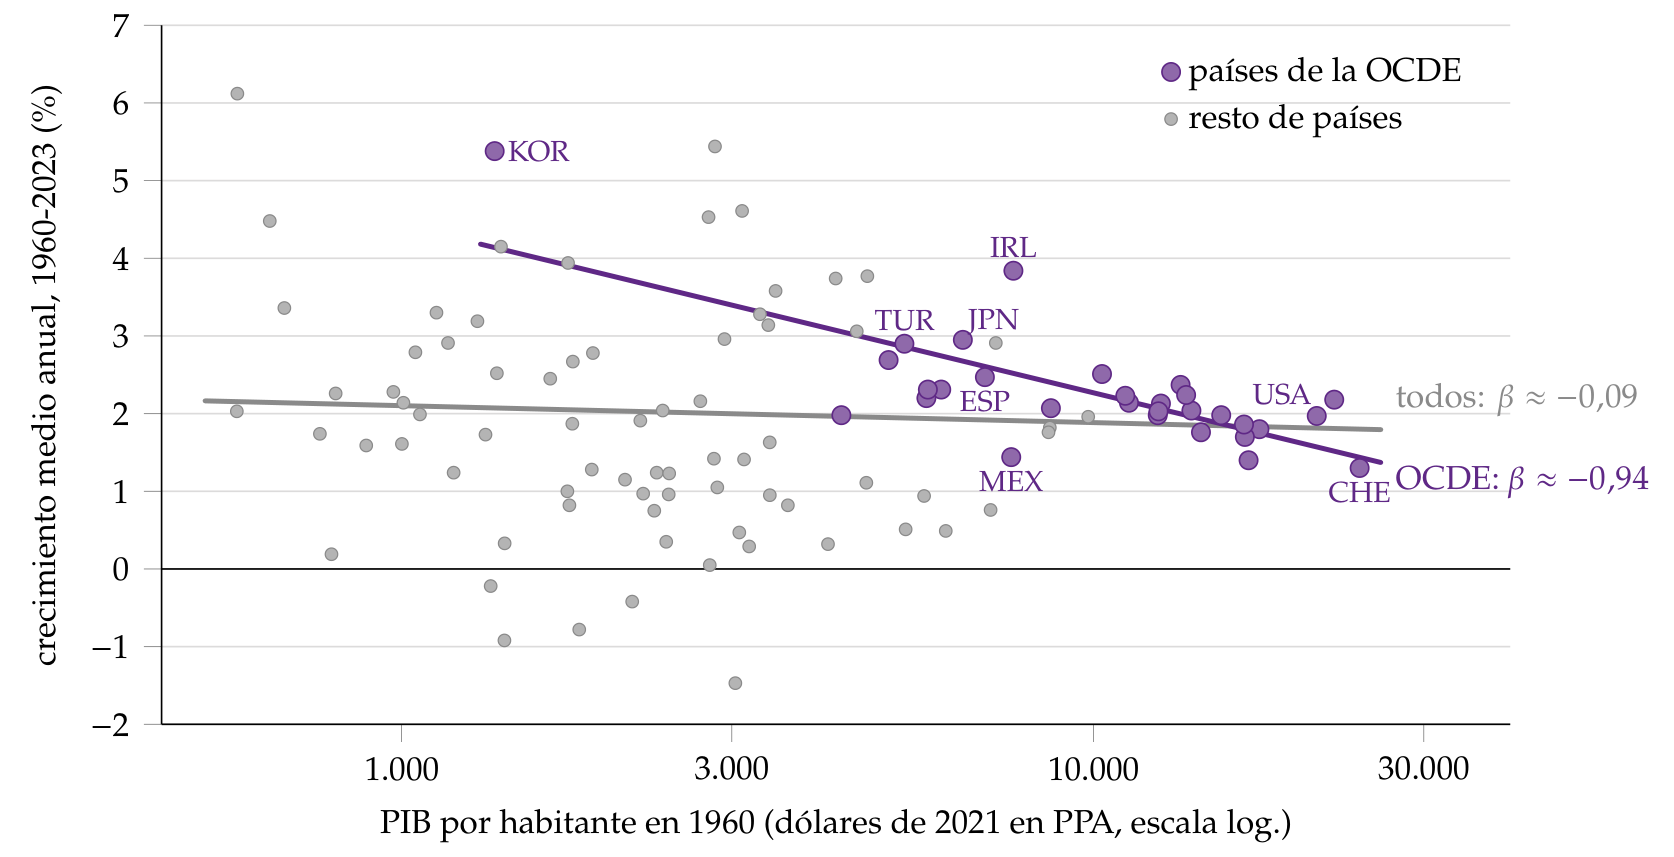 crecimiento medio anual, 1960-2023 (%)
7
6
5
4
3
2
1
0
−1
−2
países de la OCDE
resto de países
KOR
IRL
TUR
JPN
ESP
MEX
USA
CHE
todos: β ≈ −0,09
OCDE: β ≈ −0,94
1.000
3.000
10.000
30.000
PIB por habitante en 1960 (dólares de 2021 en PPA, escala log.)